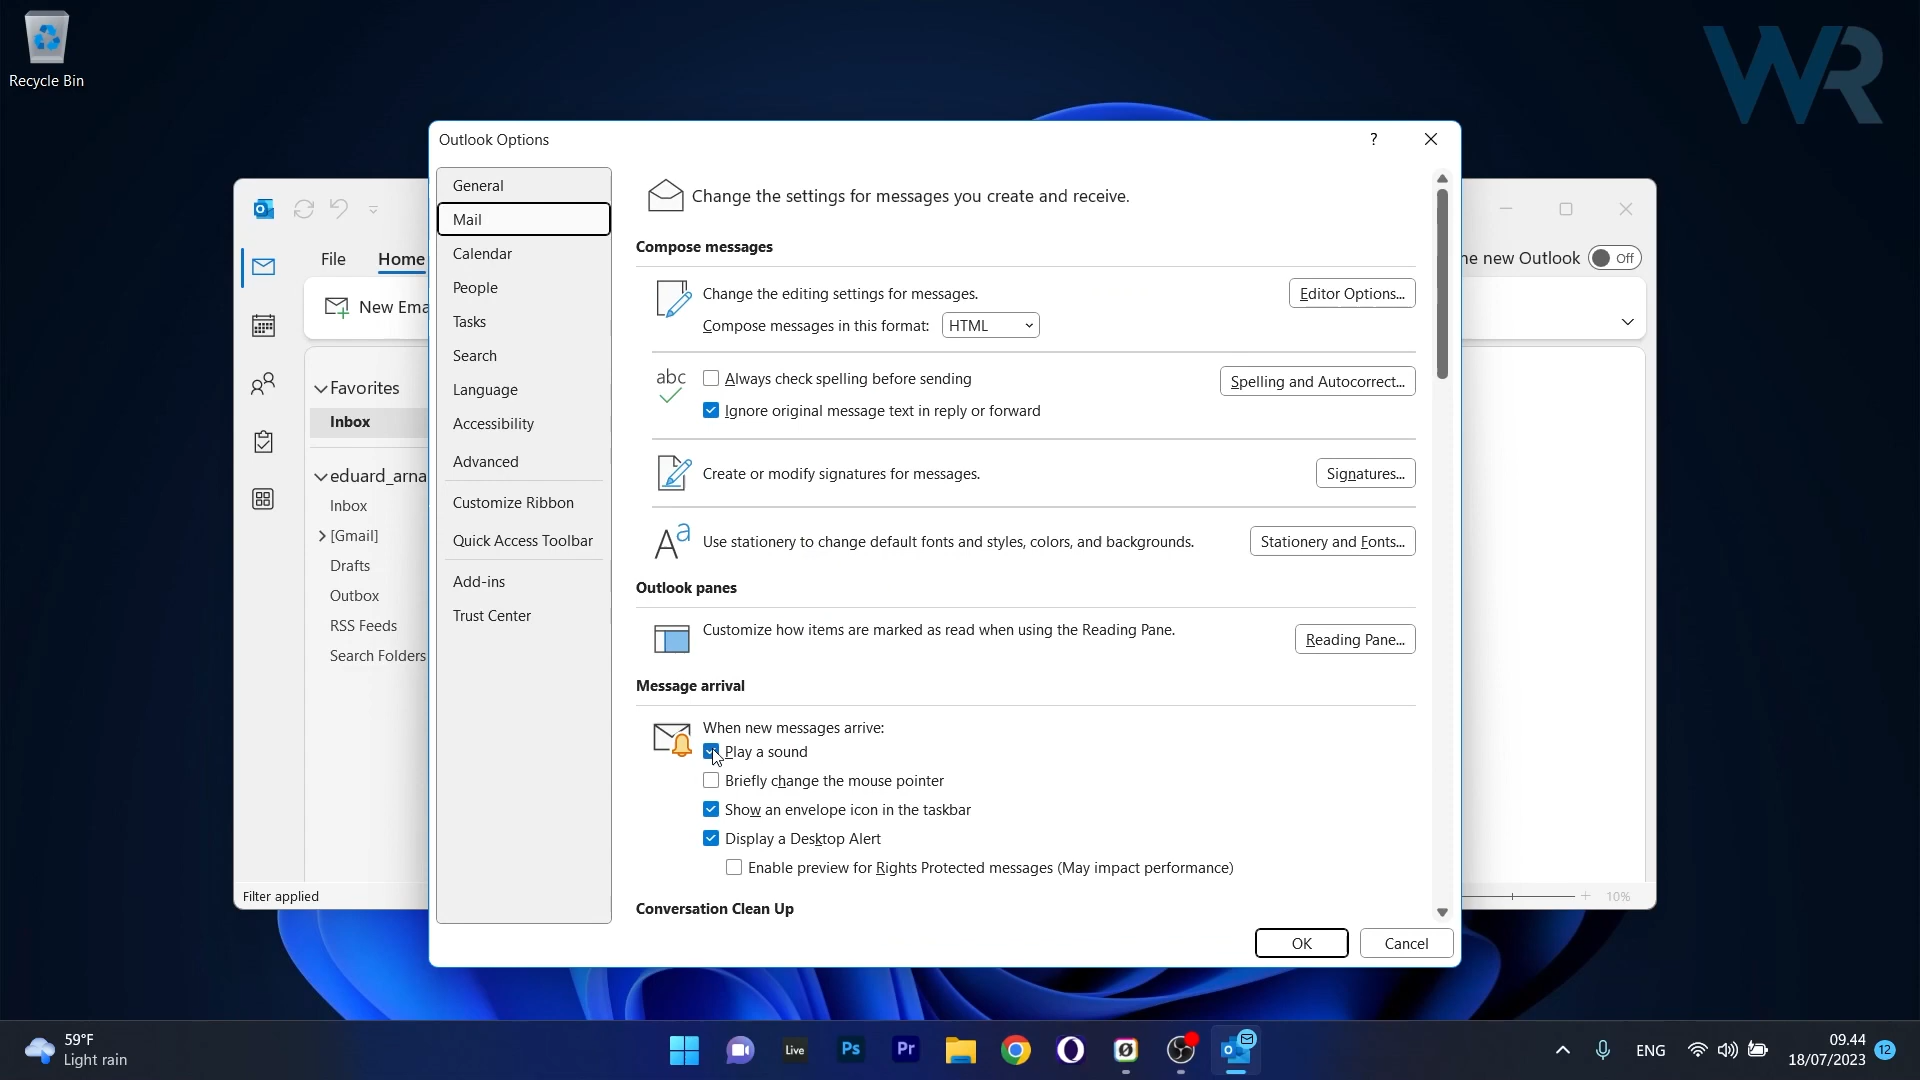 Recycle Bin
WR
Outlook Options
?
General
Mail
Calendar
People
Tasks
Search
Language
Accessibility
Advanced
Customize Ribbon
Quick Access Toolbar
Add-ins
Trust Center
Change the settings for messages you create and receive.
Compose messages
Change the editing settings for messages.
Editor Options...
Compose messages in this format:
HTML
abc
Always check spelling before sending
Spelling and Autocorrect...
Ignore original message text in reply or forward
Create or modify signatures for messages.
Signatures...
Aa
Use stationery to change default fonts and styles, colors, and backgrounds.
Stationery and Fonts...
Outlook panes
Customize how items are marked as read when using the Reading Pane.
Reading Pane...
Message arrival
When new messages arrive:
Play a sound
Briefly change the mouse pointer
Show an envelope icon in the taskbar
Display a Desktop Alert
Enable preview for Rights Protected messages (May impact performance)
Conversation Clean Up
OK
Cancel
File
Home
he new Outlook
Off
New Ema
Favorites
Inbox
eduard_arna
Inbox
[Gmail]
Drafts
Outbox
RSS Feeds
Search Folders
Filter applied
10%
59°F
Light rain
Live
Ps
Pr
ENG
09.44
18/07/2023
12